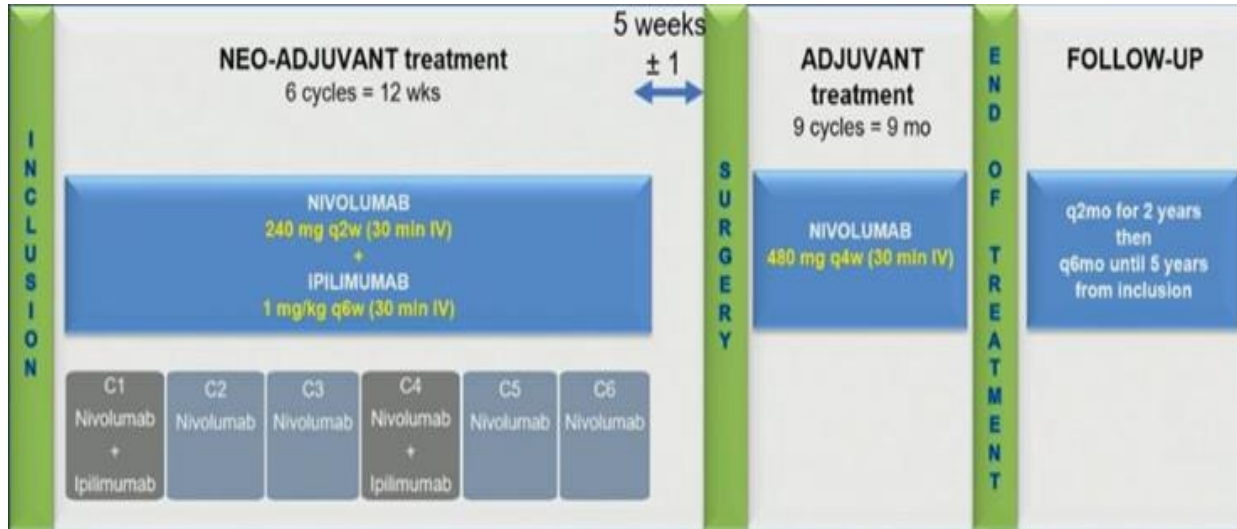 INCLUSION
NEO-ADJUVANT treatment
6 cycles = 12 wks
5 weeks
± 1
NIVOLUMAB
240 mg q2w (30 min IV)
+
IPILIMUMAB
1 mg/kg q6w (30 min IV)
C1
Nivolumab
+
Ipilimumab
C2
Nivolumab
C3
Nivolumab
C4
Nivolumab
+
Ipilimumab
C5
Nivolumab
C6
Nivolumab
SURGERY
ADJUVANT
treatment
9 cycles = 9 mo
NIVOLUMAB
480 mg q4w (30 min IV)
END OF TREATMENT
FOLLOW-UP
q2mo for 2 years
then
q6mo until 5 years
from inclusion